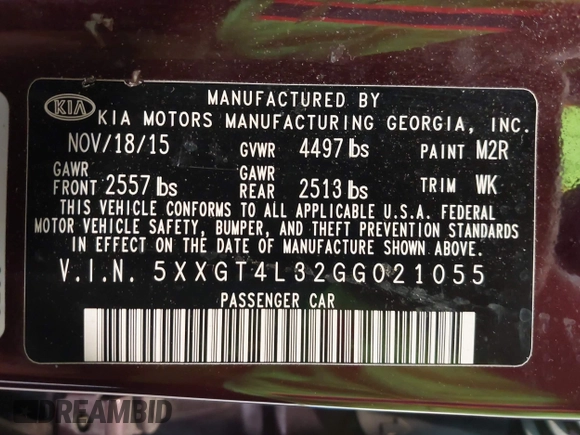 MANUFACTURED BY
KIA KIA MOTORS MANUFACTURING GEORGIA, INC.
NOV/18/15 GVWR 4497 lbs PAINT M2R
GAWR FRONT 2557 lbs GAWR REAR 2513 lbs TRIM WK
THIS VEHICLE CONFORMS TO ALL APPLICABLE U.S.A. FEDERAL
MOTOR VEHICLE SAFETY, BUMPER, AND THEFT PREVENTION STANDARDS
IN EFFECT ON THE DATE OF MANUFACTURE SHOWN ABOVE
V.I.N. 5XXGT4L32GG021055
PASSENGER CAR
DREAMBID